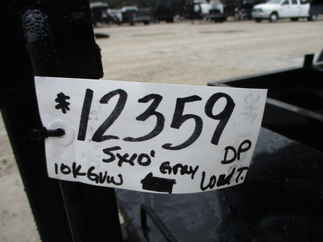 *12359
5x10' Gray DP
10K GVW Load T.